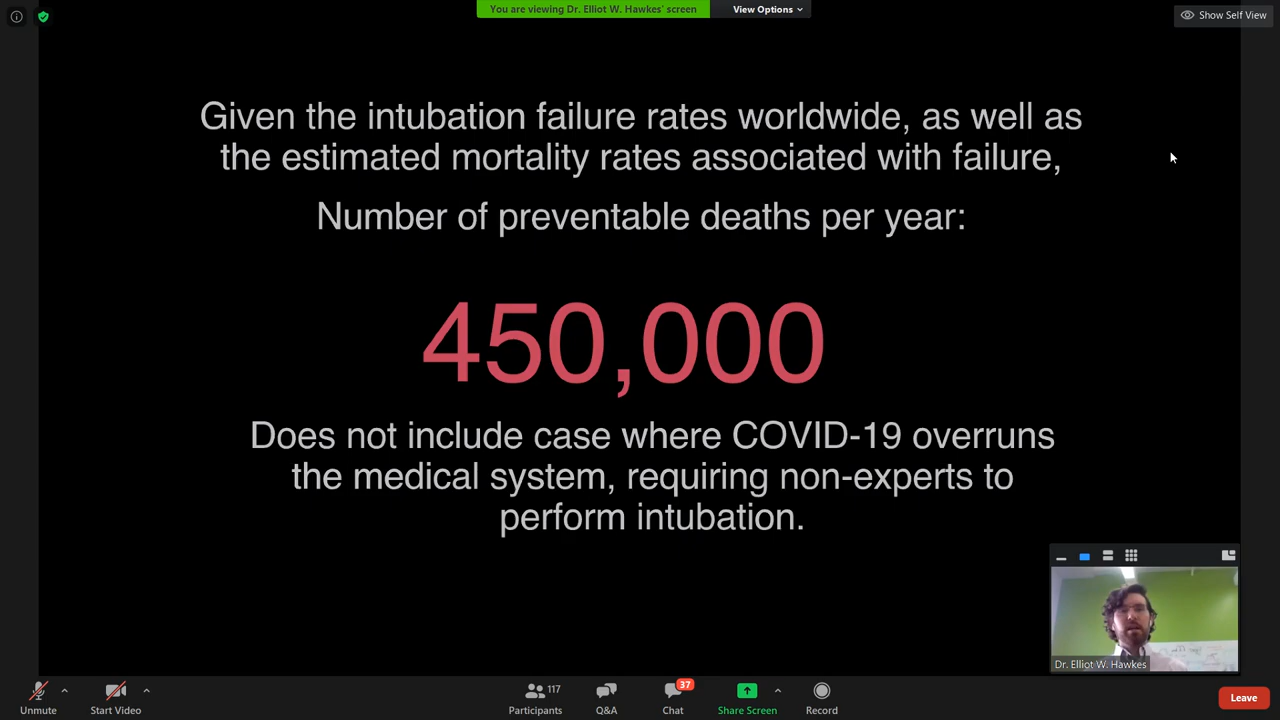 You are viewing Dr. Elliot W. Hawkes' screen
View Options
Show Self View
Given the intubation failure rates worldwide, as well as
the estimated mortality rates associated with failure,
Number of preventable deaths per year:
450,000
Does not include case where COVID-19 overruns
the medical system, requiring non-experts to
perform intubation.
Dr. Elliot W. Hawkes
Unmute
Start Video
117
Participants
Q&A
37
Chat
Share Screen
Record
Leave